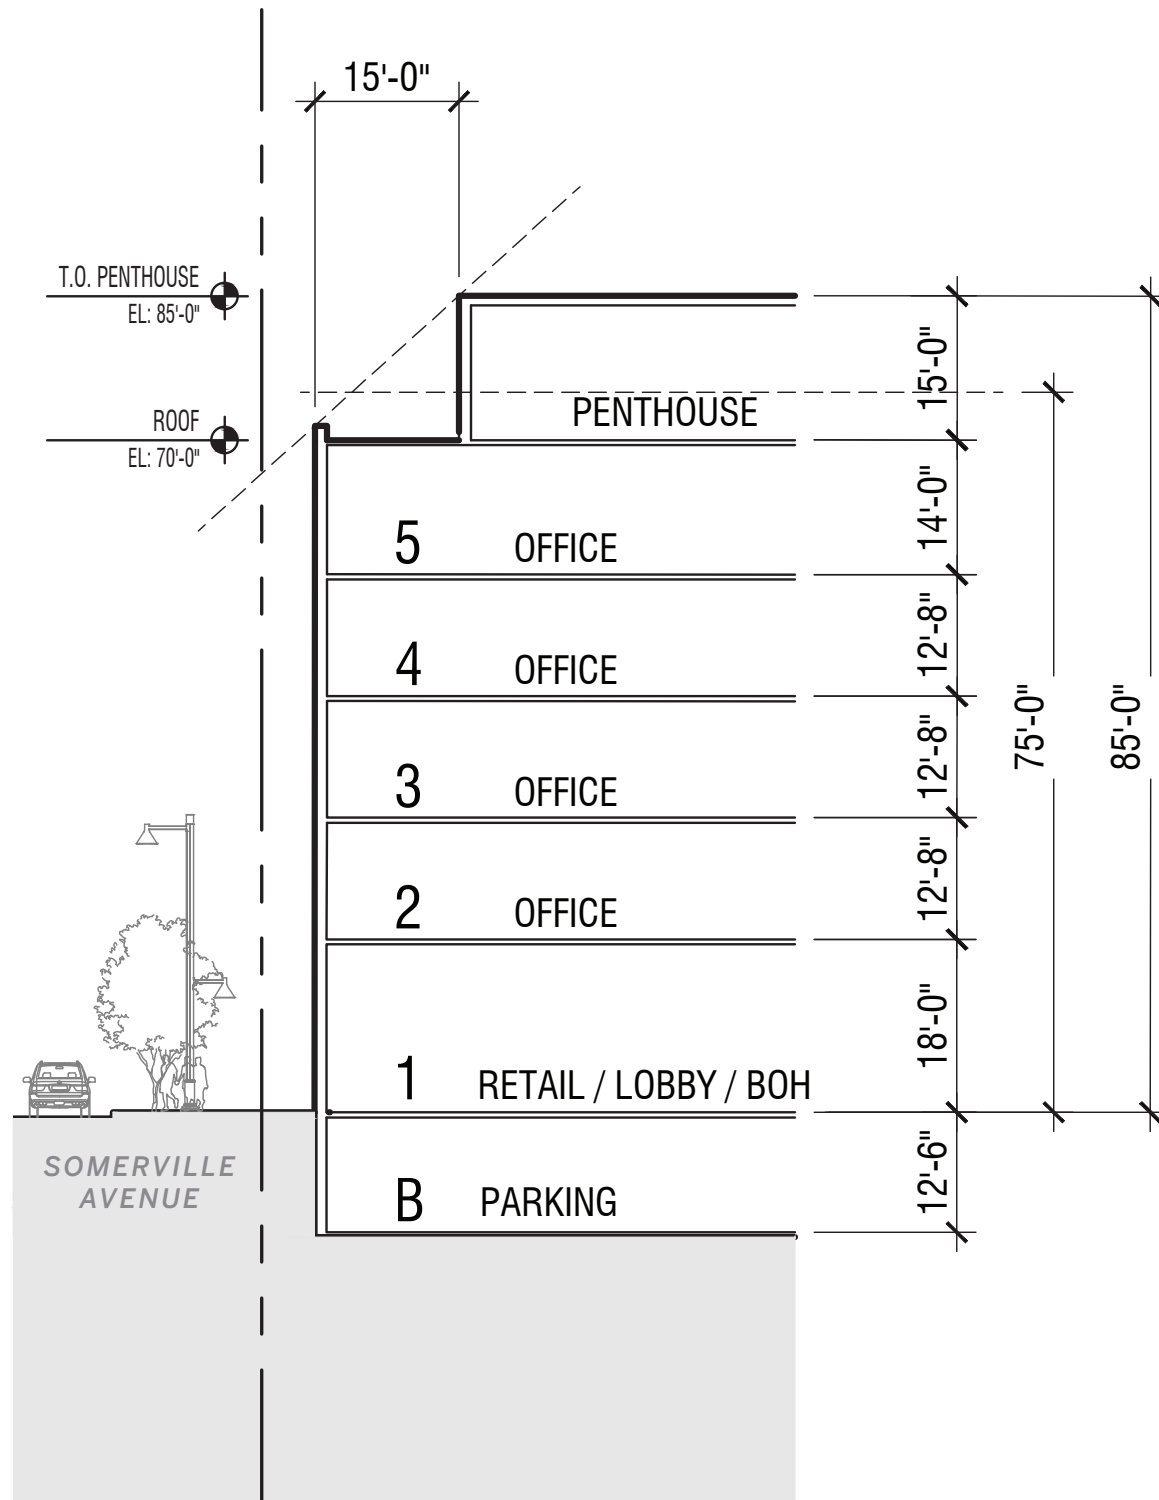 15'-0"
T.O. PENTHOUSE
EL: 85'-0"
ROOF
EL: 70'-0"
PENTHOUSE
15'-0"
5 OFFICE
14'-0"
4 OFFICE
12'-8"
3 OFFICE
12'-8"
75'-0"
85'-0"
2 OFFICE
12'-8"
1 RETAIL / LOBBY / BOH
18'-0"
SOMERVILLE
AVENUE
B PARKING
12'-6"